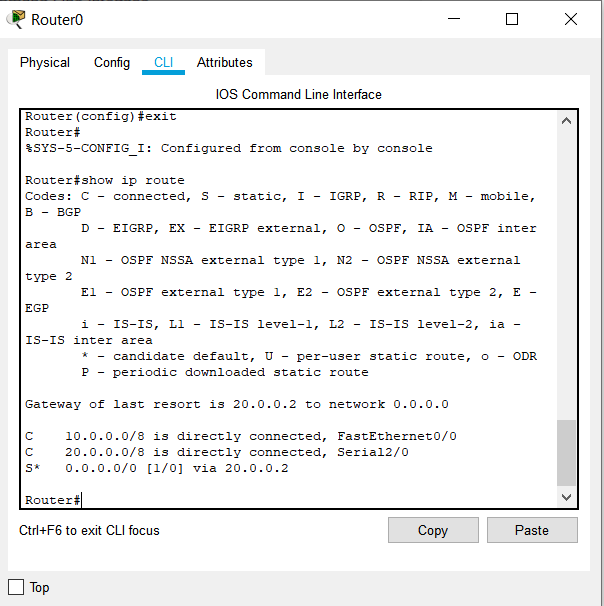 Router0
Physical Config CLI Attributes
IOS Command Line Interface
Router(config)#exit
Router#
%SYS-5-CONFIG_I: Configured from console by console
Router#show ip route
Codes: C - connected, S - static, I - IGRP, R - RIP, M - mobile,
B - BGP
D - EIGRP, EX - EIGRP external, O - OSPF, IA - OSPF inter
area
N1 - OSPF NSSA external type 1, N2 - OSPF NSSA external
type 2
E1 - OSPF external type 1, E2 - OSPF external type 2, E -
EGP
i - IS-IS, L1 - IS-IS level-1, L2 - IS-IS level-2, ia -
IS-IS inter area
* - candidate default, U - per-user static route, o - ODR
P - periodic downloaded static route
Gateway of last resort is 20.0.0.2 to network 0.0.0.0
C 10.0.0.0/8 is directly connected, FastEthernet0/0
C 20.0.0.0/8 is directly connected, Serial2/0
S* 0.0.0.0/0 [1/0] via 20.0.0.2
Router#
Ctrl+F6 to exit CLI focus
Copy Paste
Top